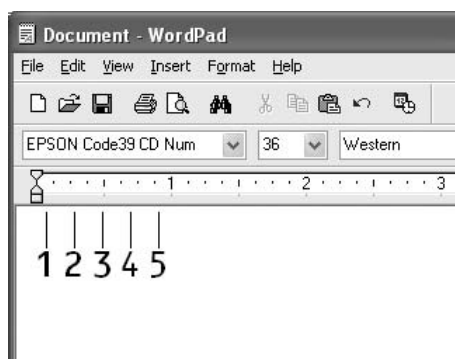 Document - WordPad
File Edit View Insert Format Help
EPSON Code39 CD Num 36 Western
1 2 3
1 2 3 4 5